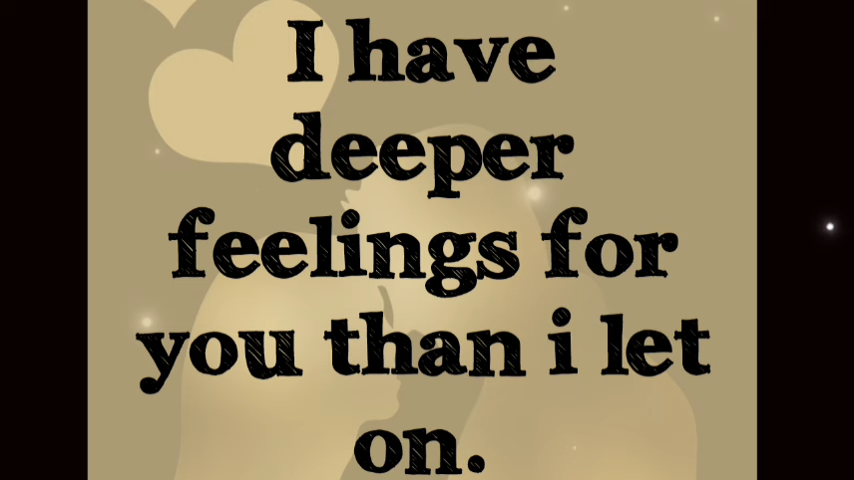 I have
deeper
feelings for
you than i let
on.